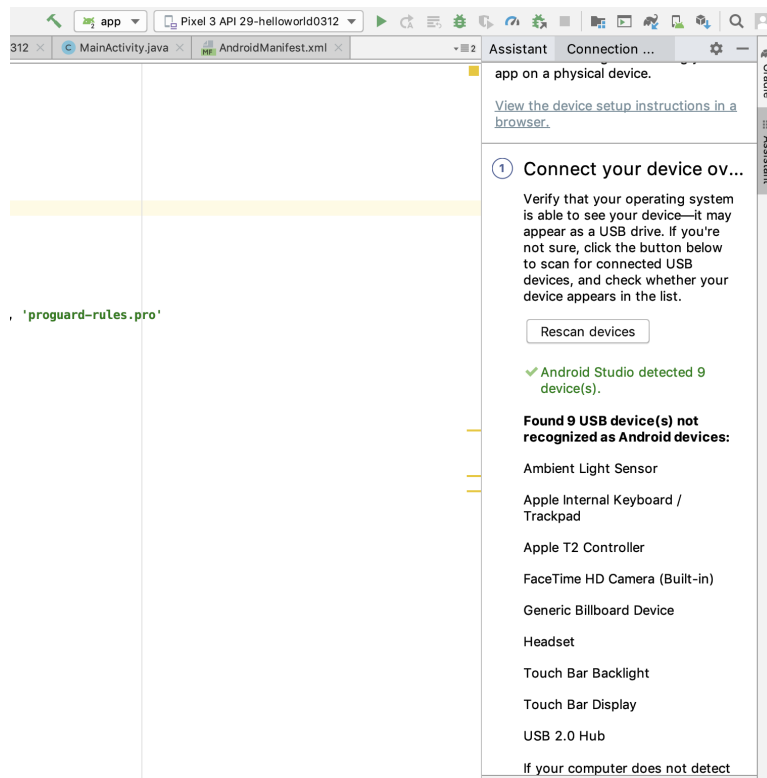 app
Pixel 3 API 29-helloworld0312
312
MainActivity.java
AndroidManifest.xml
2
Assistant
Connection ...
app on a physical device.
View the device setup instructions in a
browser.
1
Connect your device ov...
Verify that your operating system
is able to see your device—it may
appear as a USB drive. If you're
not sure, click the button below
to scan for connected USB
devices, and check whether your
device appears in the list.
, 'proguard-rules.pro'
Rescan devices
Android Studio detected 9
device(s).
Found 9 USB device(s) not
recognized as Android devices:
Ambient Light Sensor
Apple Internal Keyboard /
Trackpad
Apple T2 Controller
FaceTime HD Camera (Built-in)
Generic Billboard Device
Headset
Touch Bar Backlight
Touch Bar Display
USB 2.0 Hub
If your computer does not detect